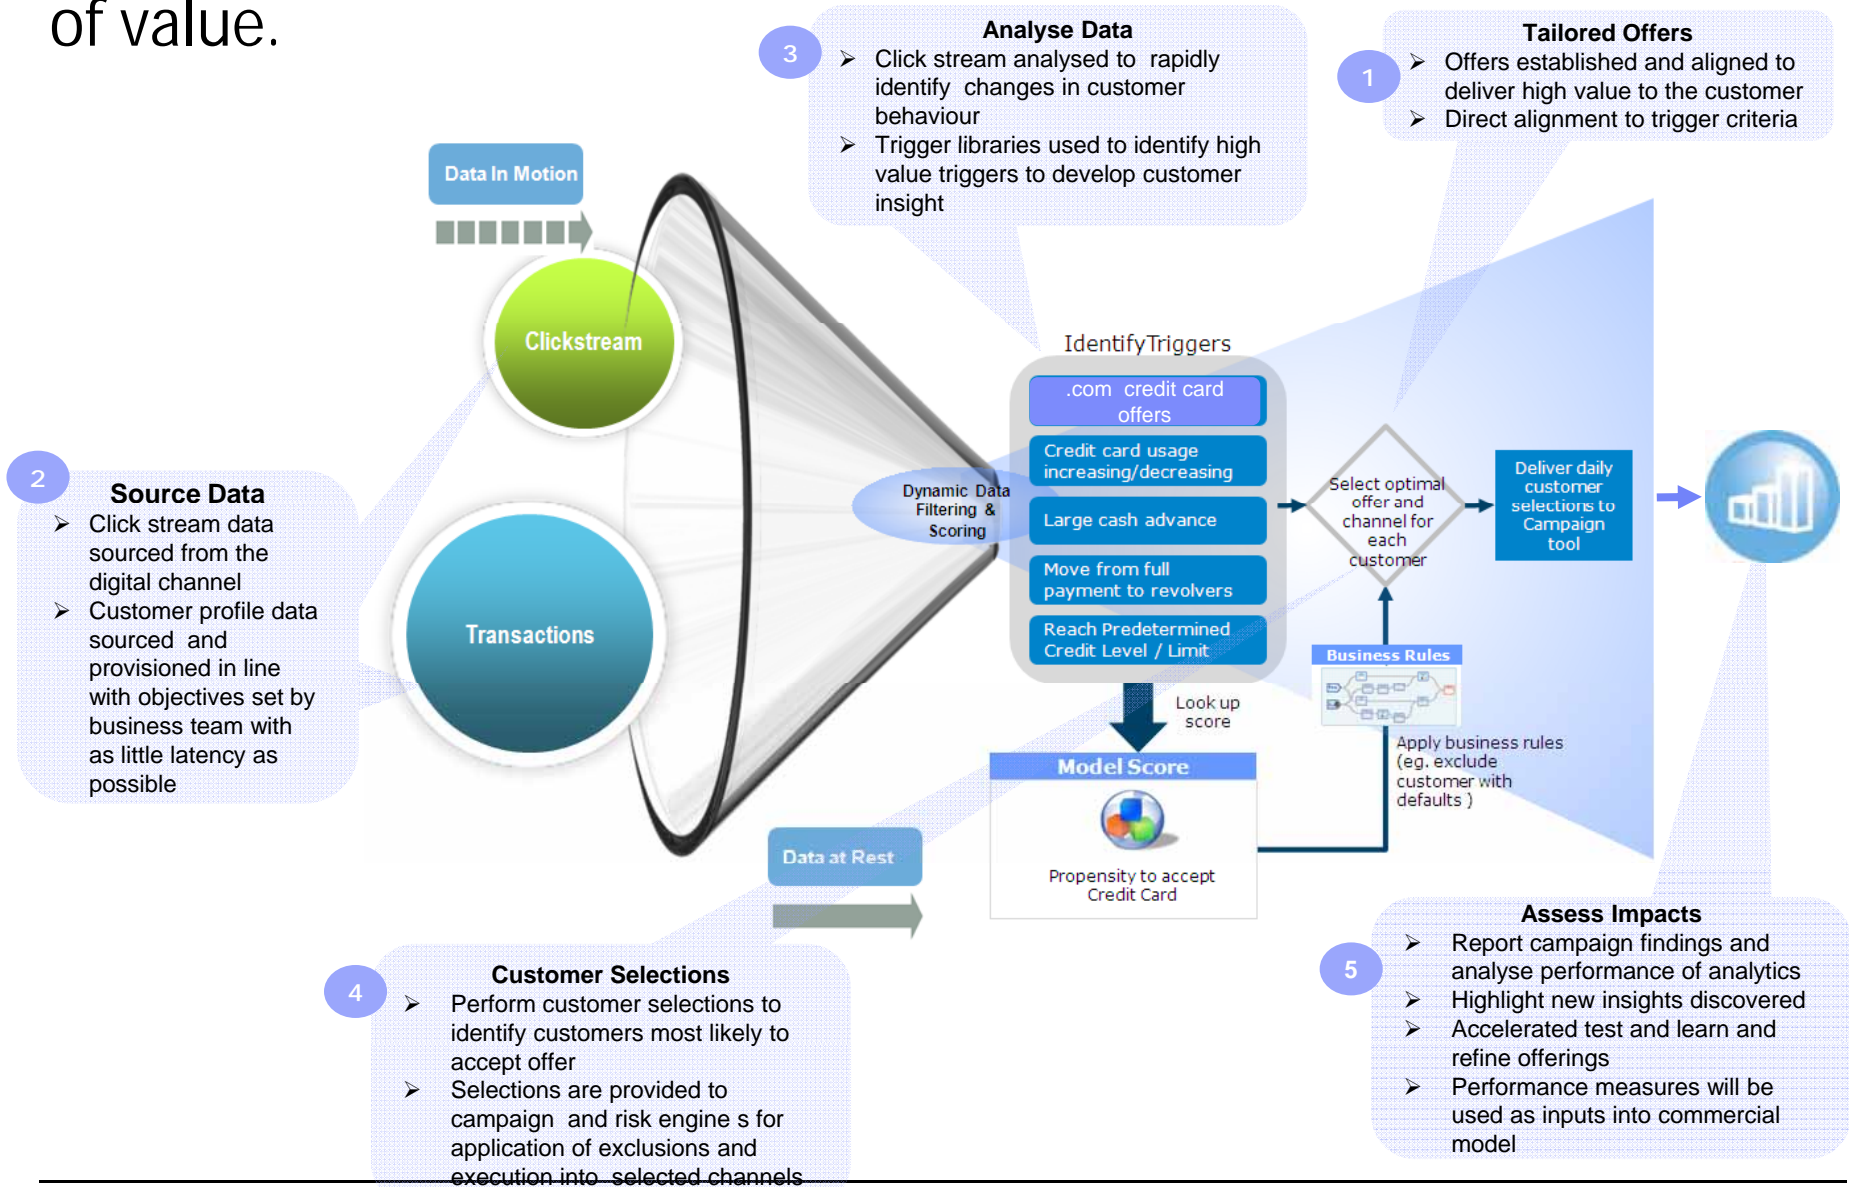 of value.
3
Analyse Data
➢ Click stream analysed to rapidly
identify changes in customer
behaviour
➢ Trigger libraries used to identify high
value triggers to develop customer
insight
1
Tailored Offers
➢ Offers established and aligned to
deliver high value to the customer
➢ Direct alignment to trigger criteria
Data In Motion
Clickstream
Transactions
2
Source Data
➢ Click stream data
sourced from the
digital channel
➢ Customer profile data
sourced and
provisioned in line
with objectives set by
business team with
as little latency as
possible
Dynamic Data
Filtering &
Scoring
IdentifyTriggers
.com credit card
offers
Credit card usage
increasing/decreasing
Large cash advance
Move from full
payment to revolvers
Reach Predetermined
Credit Level / Limit
Select optimal
offer and
channel for
each
customer
Deliver daily
customer
selections to
Campaign
tool
Business Rules
Look up
score
Apply business rules
(eg. exclude
customer with
defaults )
Model Score
Propensity to accept
Credit Card
Data at Rest
4
Customer Selections
➢ Perform customer selections to
identify customers most likely to
accept offer
➢ Selections are provided to
campaign and risk engine s for
application of exclusions and
execution into selected channels
5
Assess Impacts
➢ Report campaign findings and
analyse performance of analytics
➢ Highlight new insights discovered
➢ Accelerated test and learn and
refine offerings
➢ Performance measures will be
used as inputs into commercial
model